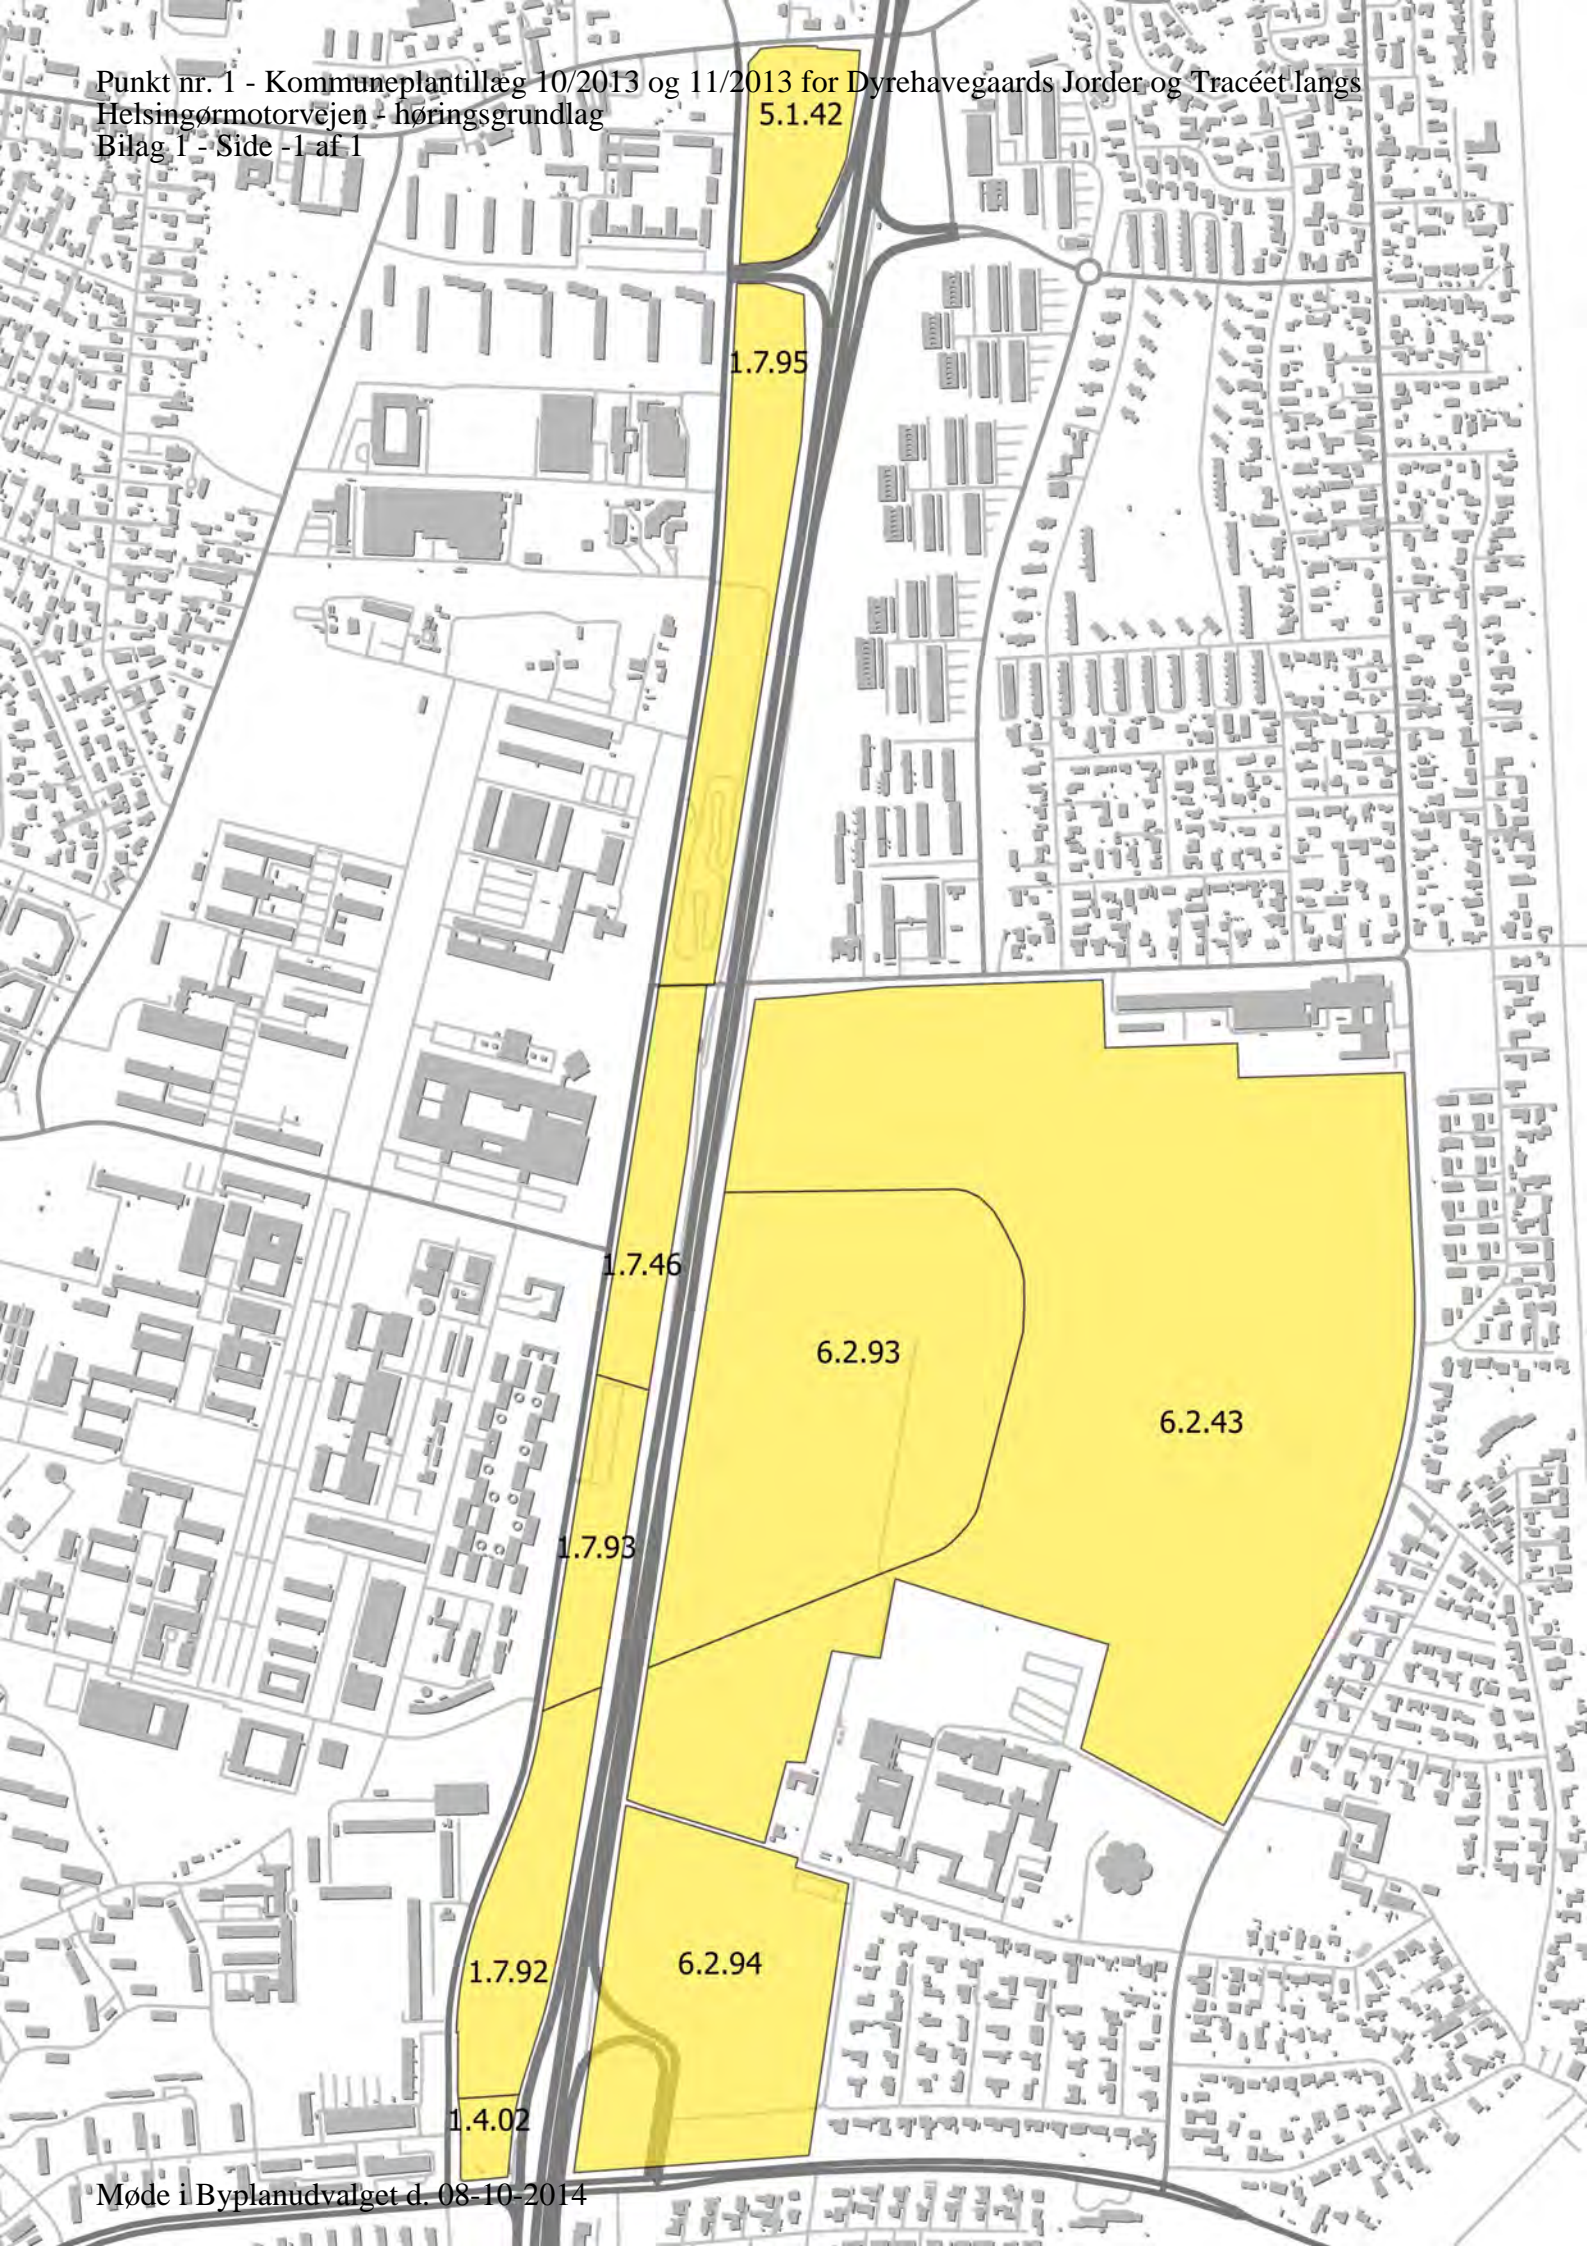 Punkt nr. 1 - Kommuneplantillæg 10/2013 og 11/2013 for Dyrehavegaards Jorder og Tracéet langs
Helsingørmotorvejen - høringsgrundlag
Bilag 1 - Side -1 af 1
5.1.42
1.7.95
1.7.46
6.2.93
6.2.43
1.7.93
1.7.92
6.2.94
1.4.02
Møde i Byplanudvalget d. 08-10-2014